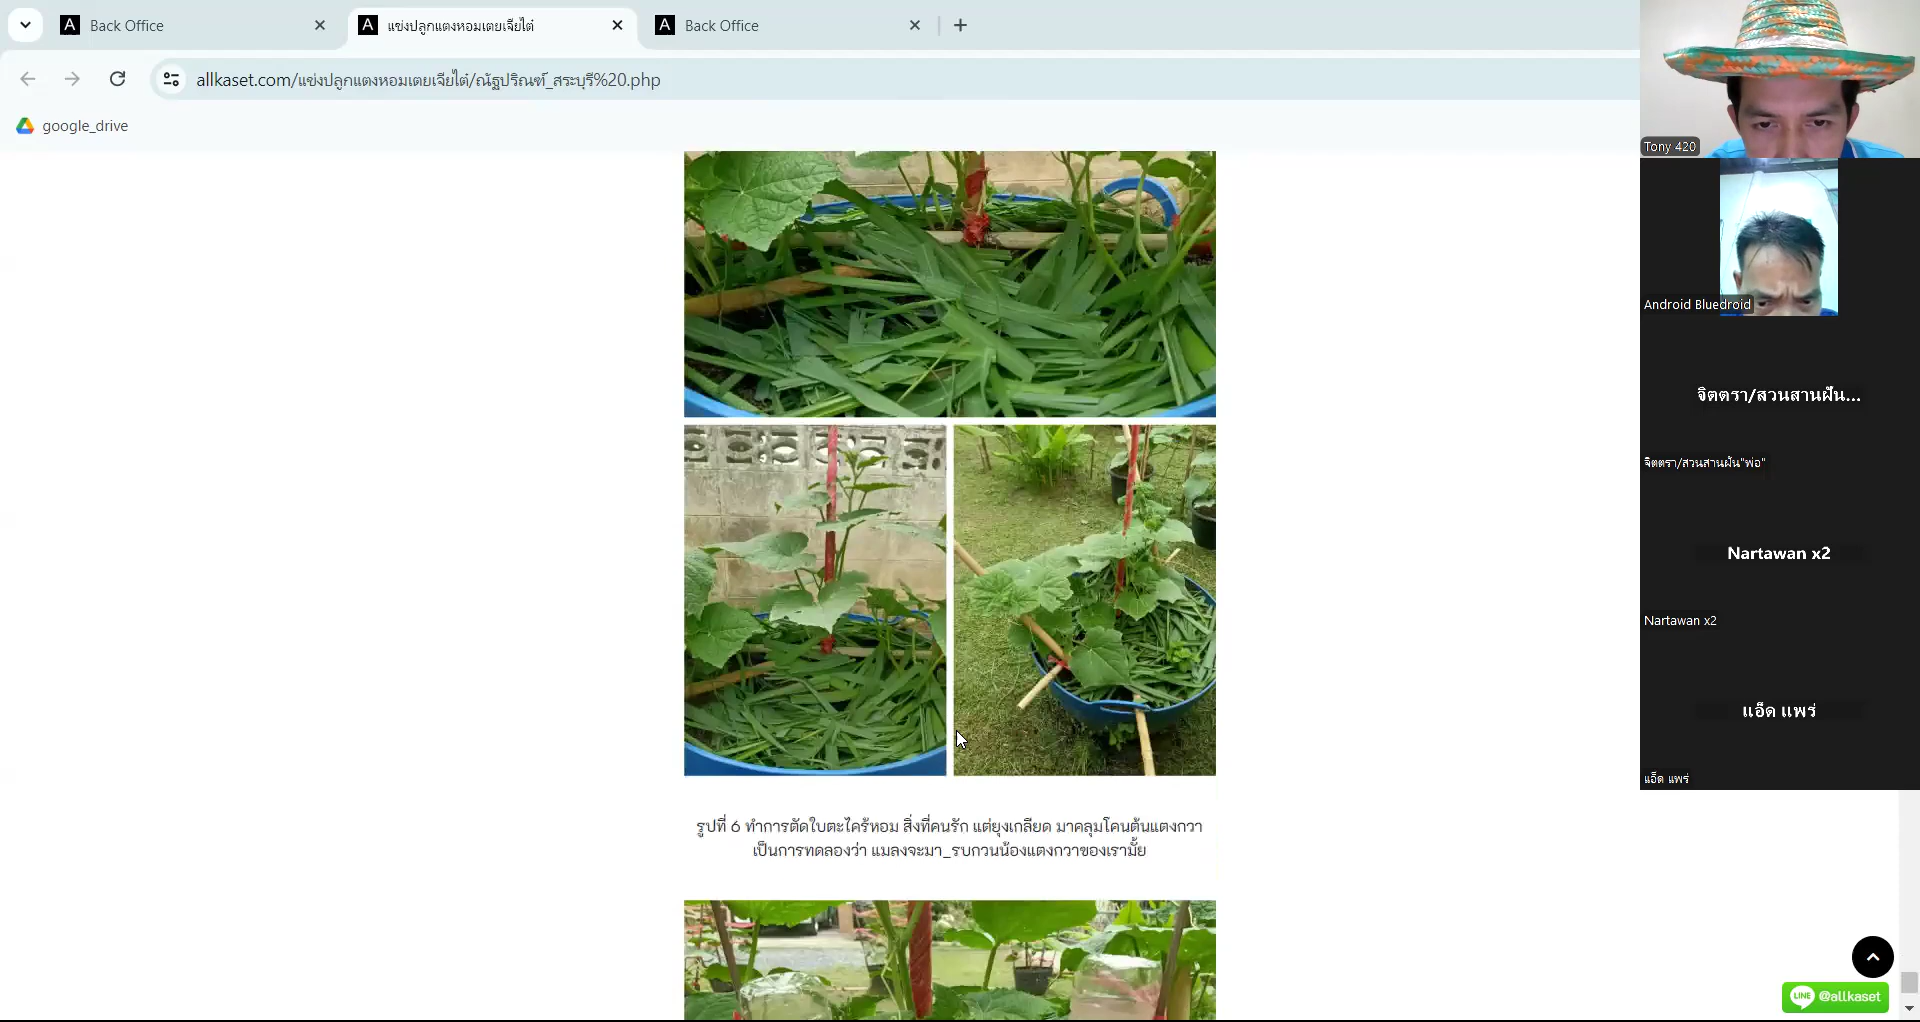 Back Office
แข่งปลูกแตงหอมเตยเจียไต๋
Back Office
allkaset.com/แข่งปลูกแตงหอมเตยเจียไต๋/ณัฐปริณฑ์_สระบุรี%20.php
google_drive
Tony 420
Android Bluedroid
จิตตรา/สวนสานฝัน...
จิตตรา/สวนสานฝัน"พ่อ"
Nartawan x2
Nartawan x2
แอ็ด แพร่
แอ็ด แพร่
รูปที่ 6 ทำการตัดใบตะไคร้หอม สิ่งที่คนรัก แต่ยุงเกลียด มาคลุมโคนต้นแตงกวา
เป็นการทดลองว่า แมลงจะมา_รบกวนน้องแตงกวาของเรามั้ย
LINE @allkaset